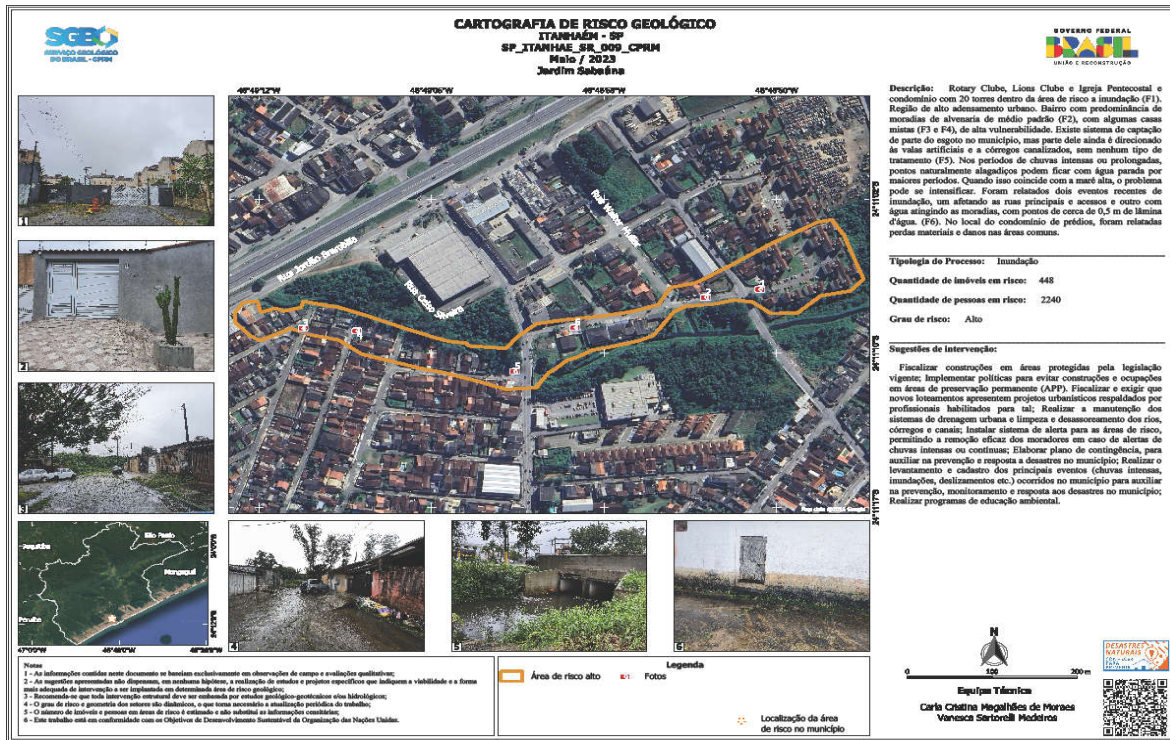 CARTOGRAFIA DE RISCO GEOLÓGICO
ITANHAÉM - SP
SP_ITANHAE_SR_009_CPRM
Maio / 2023
Jardim Sabaúna
SERVIÇO GEOLÓGICO
DO BRASIL - CPRM
GOVERNO FEDERAL
BRASIL
UNIÃO E RECONSTRUÇÃO
1
2
3
Rua Jornão Bramblila
Rua Celso Silveira
24°11'17"S
São Paulo
Mongaguá
Peruíbe
4
5
6
Descrição: Rotary Clube, Lions Clube e Igreja Pentecostal e
condomínio com 20 torres dentro da área de risco a inundação (F1).
Região de alto adensamento urbano. Bairro com predominância de
moradias de alvenaria de médio padrão (F2), com algumas casas
mistas (F3 e F4), de alta vulnerabilidade. Existe sistema de captação
de parte do esgoto no município, mas parte dele ainda é direcionado
às valas artificiais e a córregos canalizados, sem nenhum tipo de
tratamento (F5). Nos períodos de chuvas intensas ou prolongadas,
pontos naturalmente alagadiços podem ficar com água parada por
maiores períodos. Quando isso coincide com a maré alta, o problema
pode se intensificar. Foram relatados dois eventos recentes de
inundação, um afetando as ruas principais e acessos e outro com
água atingindo as moradias, com pontos de cerca de 0,5 m de lâmina
d'água. (F6). No local do condomínio de prédios, foram relatadas
perdas materiais e danos nas áreas comuns.
Tipologia do Processo: Inundação
Quantidade de imóveis em risco: 448
Quantidade de pessoas em risco: 2240
Grau de risco: Alto
Sugestões de intervenção:
Fiscalizar construções em áreas protegidas pela legislação
vigente; Implementar políticas para evitar construções e ocupações
em áreas de preservação permanente (APP). Fiscalizar e exigir que
novos loteamentos apresentem projetos urbanísticos respaldados por
profissionais habilitados para tal; Realizar a manutenção dos
sistemas de drenagem urbana e limpeza e desassoreamento dos rios,
córregos e canais; Instalar sistema de alerta para as áreas de risco,
permitindo a remoção eficaz dos moradores em caso de alertas de
chuvas intensas ou contínuas; Elaborar plano de contingência, para
auxiliar na prevenção e resposta a desastres no município; Realizar o
levantamento e cadastro dos principais eventos (chuvas intensas,
inundações, deslizamentos etc.) ocorridos no município para auxiliar
na prevenção, monitoramento e resposta aos desastres no município;
Realizar programas de educação ambiental.
Notas
1 - As informações contidas neste documento se baseiam exclusivamente em observações de campo e avaliações qualitativas;
2 - As sugestões apresentadas não dispensam, em nenhuma hipótese, a realização de estudos e projetos específicos que indiquem a viabilidade e a forma
mais adequada de intervenção a ser implantada em determinada área de risco geológico;
3 - Recomenda-se que toda intervenção estrutural deve ser embasada por estudos geológico-geotécnicos e/ou hidrológicos;
4 - O grau de risco e geometria dos setores são dinâmicos, o que torna necessário a atualização periódica do trabalho;
5 - O número de imóveis e pessoas em áreas de risco é estimado e não substitui as informações censitárias;
6 - Este trabalho está em conformidade com os Objetivos de Desenvolvimento Sustentável da Organização das Nações Unidas.
Legenda
Área de risco alto
Fotos
Localização da área
de risco no município
N
0 100 200 m
Equipe Técnica
Carla Cristina Magalhães de Moraes
Vanesca Sartorelli Medeiros
DESASTRES
NATURAIS